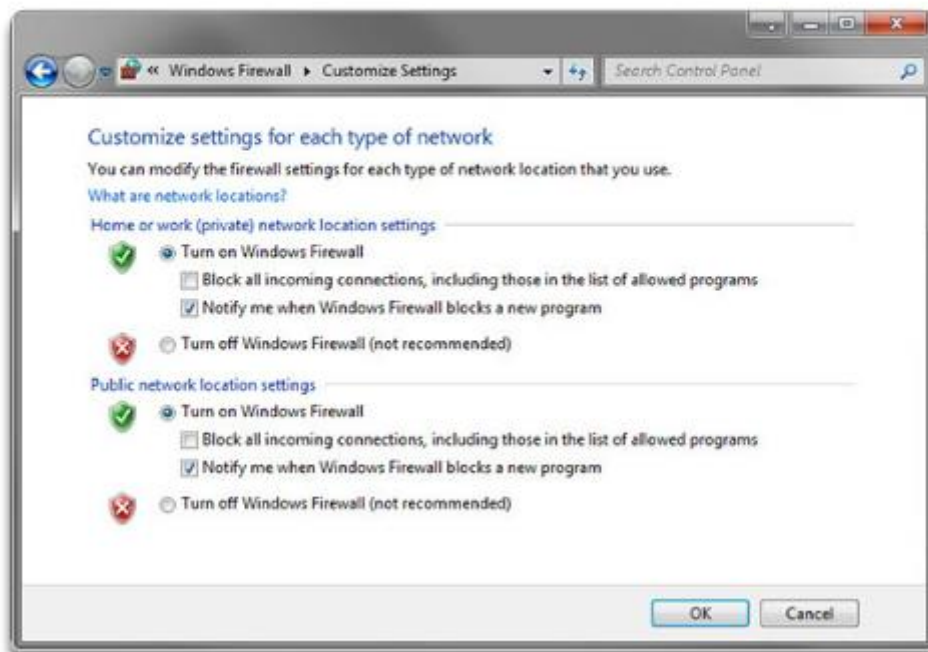 « Windows Firewall ▸ Customize Settings
Search Control Panel
Customize settings for each type of network
You can modify the firewall settings for each type of network location that you use.
What are network locations?
Home or work (private) network location settings
Turn on Windows Firewall
Block all incoming connections, including those in the list of allowed programs
Notify me when Windows Firewall blocks a new program
Turn off Windows Firewall (not recommended)
Public network location settings
Turn on Windows Firewall
Block all incoming connections, including those in the list of allowed programs
Notify me when Windows Firewall blocks a new program
Turn off Windows Firewall (not recommended)
OK
Cancel